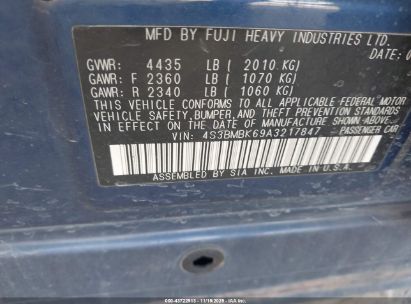 MFD BY FUJI HEAVY INDUSTRIES LTD.
DATE: 0
GVWR: 4435 LB ( 2010 KG)
GAWR: F 2360 LB ( 1070 KG)
GAWR: R 2340 LB ( 1060 KG)
THIS VEHICLE CONFORMS TO ALL APPLICABLE FEDERAL MOTOR
VEHICLE SAFETY, BUMPER, AND THEFT PREVENTION
STANDARDS IN EFFECT ON THE DATE OF MANUFACTURE SHOWN ABOVE.
VIN: 4S3BMBK69A3217847 PASSENGER CAR
ASSEMBLED BY SIA INC. MADE IN U.S.A.